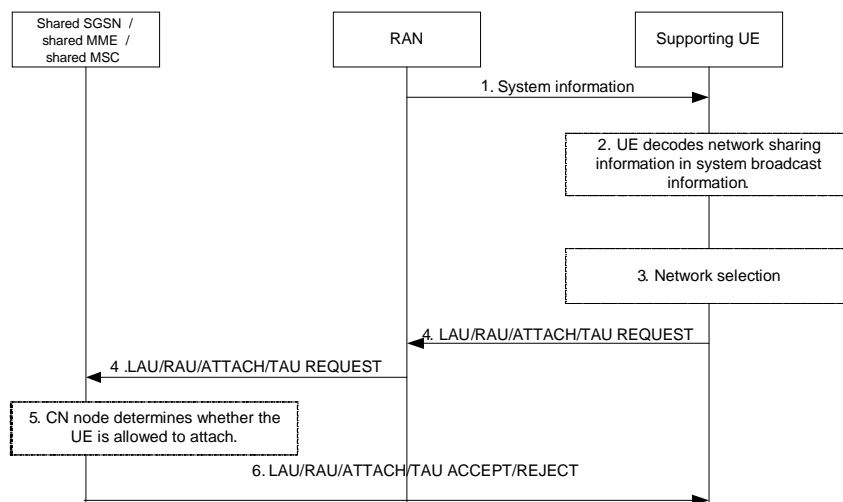 Shared SGSN /
shared MME /
shared MSC
RAN
Supporting UE
1. System information
2. UE decodes network sharing
information in system broadcast
information.
3. Network selection
4. LAU/RAU/ATTACH/TAU REQUEST
4 .LAU/RAU/ATTACH/TAU REQUEST
5. CN node determines whether the
UE is allowed to attach.
6. LAU/RAU/ATTACH/TAU ACCEPT/REJECT